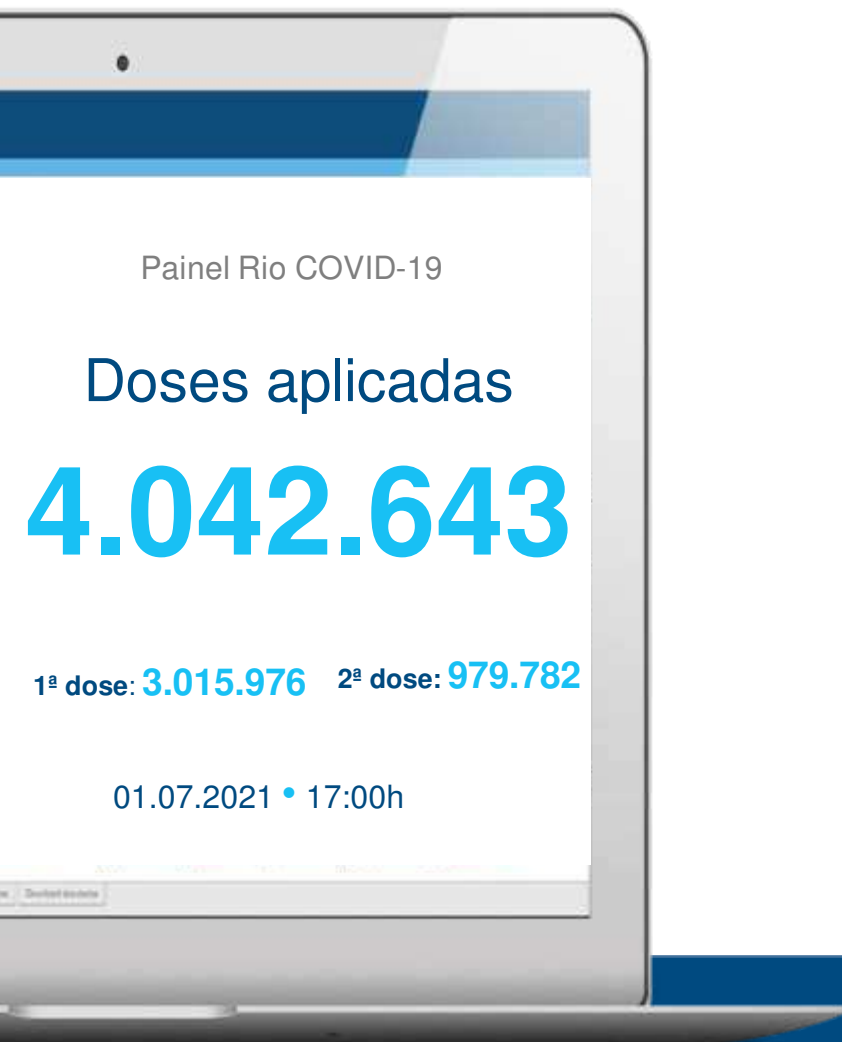 Painel Rio COVID-19
Doses aplicadas
4.042.643
1ª dose: 3.015.976 2ª dose: 979.782
01.07.2021 • 17:00h